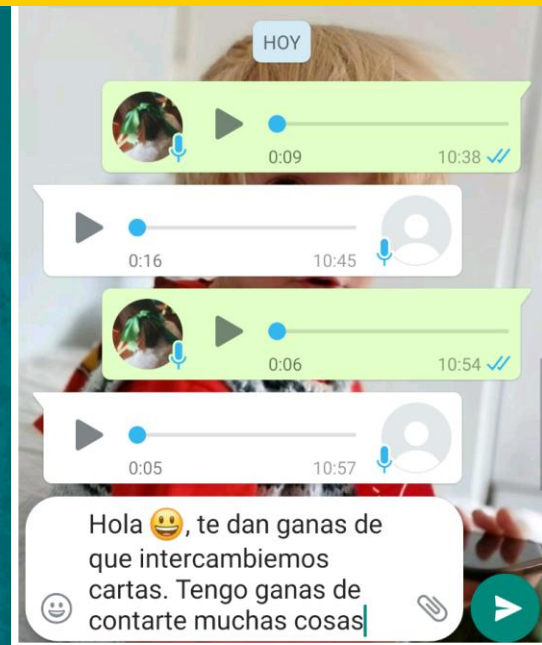 HOY
0:09 10:38
0:16 10:45
0:06 10:54
0:05 10:57
Hola 😃, te dan ganas de
que intercambiemos
cartas. Tengo ganas de
contarte muchas cosas